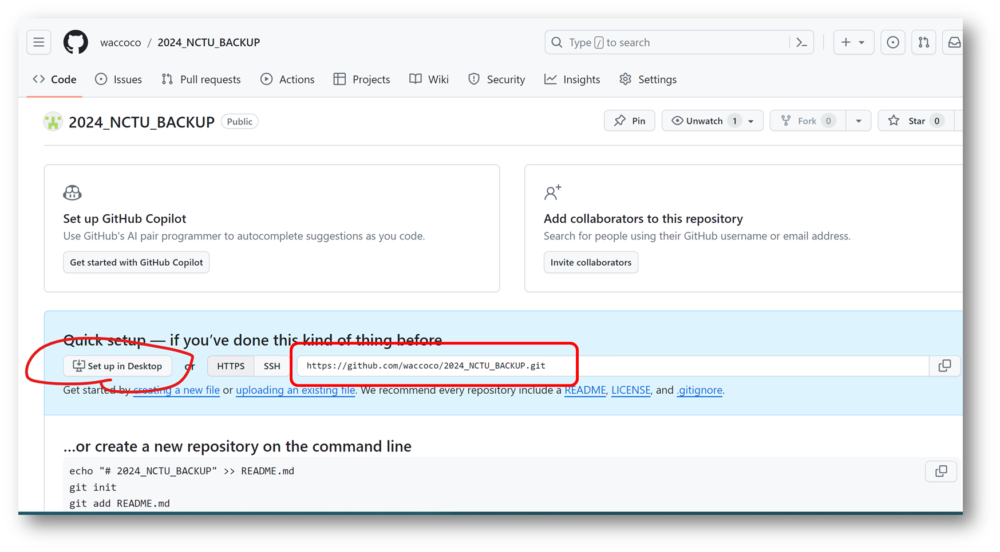 waccoco / 2024_NCTU_BACKUP
Type / to search
Code Issues Pull requests Actions Projects Wiki Security Insights Settings
2024_NCTU_BACKUP Public
Pin Unwatch 1 Fork 0 Star 0
Set up GitHub Copilot
Use GitHub's AI pair programmer to autocomplete suggestions as you code.
Get started with GitHub Copilot
Add collaborators to this repository
Search for people using their GitHub username or email address.
Invite collaborators
Quick setup — if you’ve done this kind of thing before
Set up in Desktop or HTTPS SSH https://github.com/waccoco/2024_NCTU_BACKUP.git
Get started by creating a new file or uploading an existing file. We recommend every repository include a README, LICENSE, and .gitignore.
…or create a new repository on the command line
echo "# 2024_NCTU_BACKUP" >> README.md
git init
git add README.md